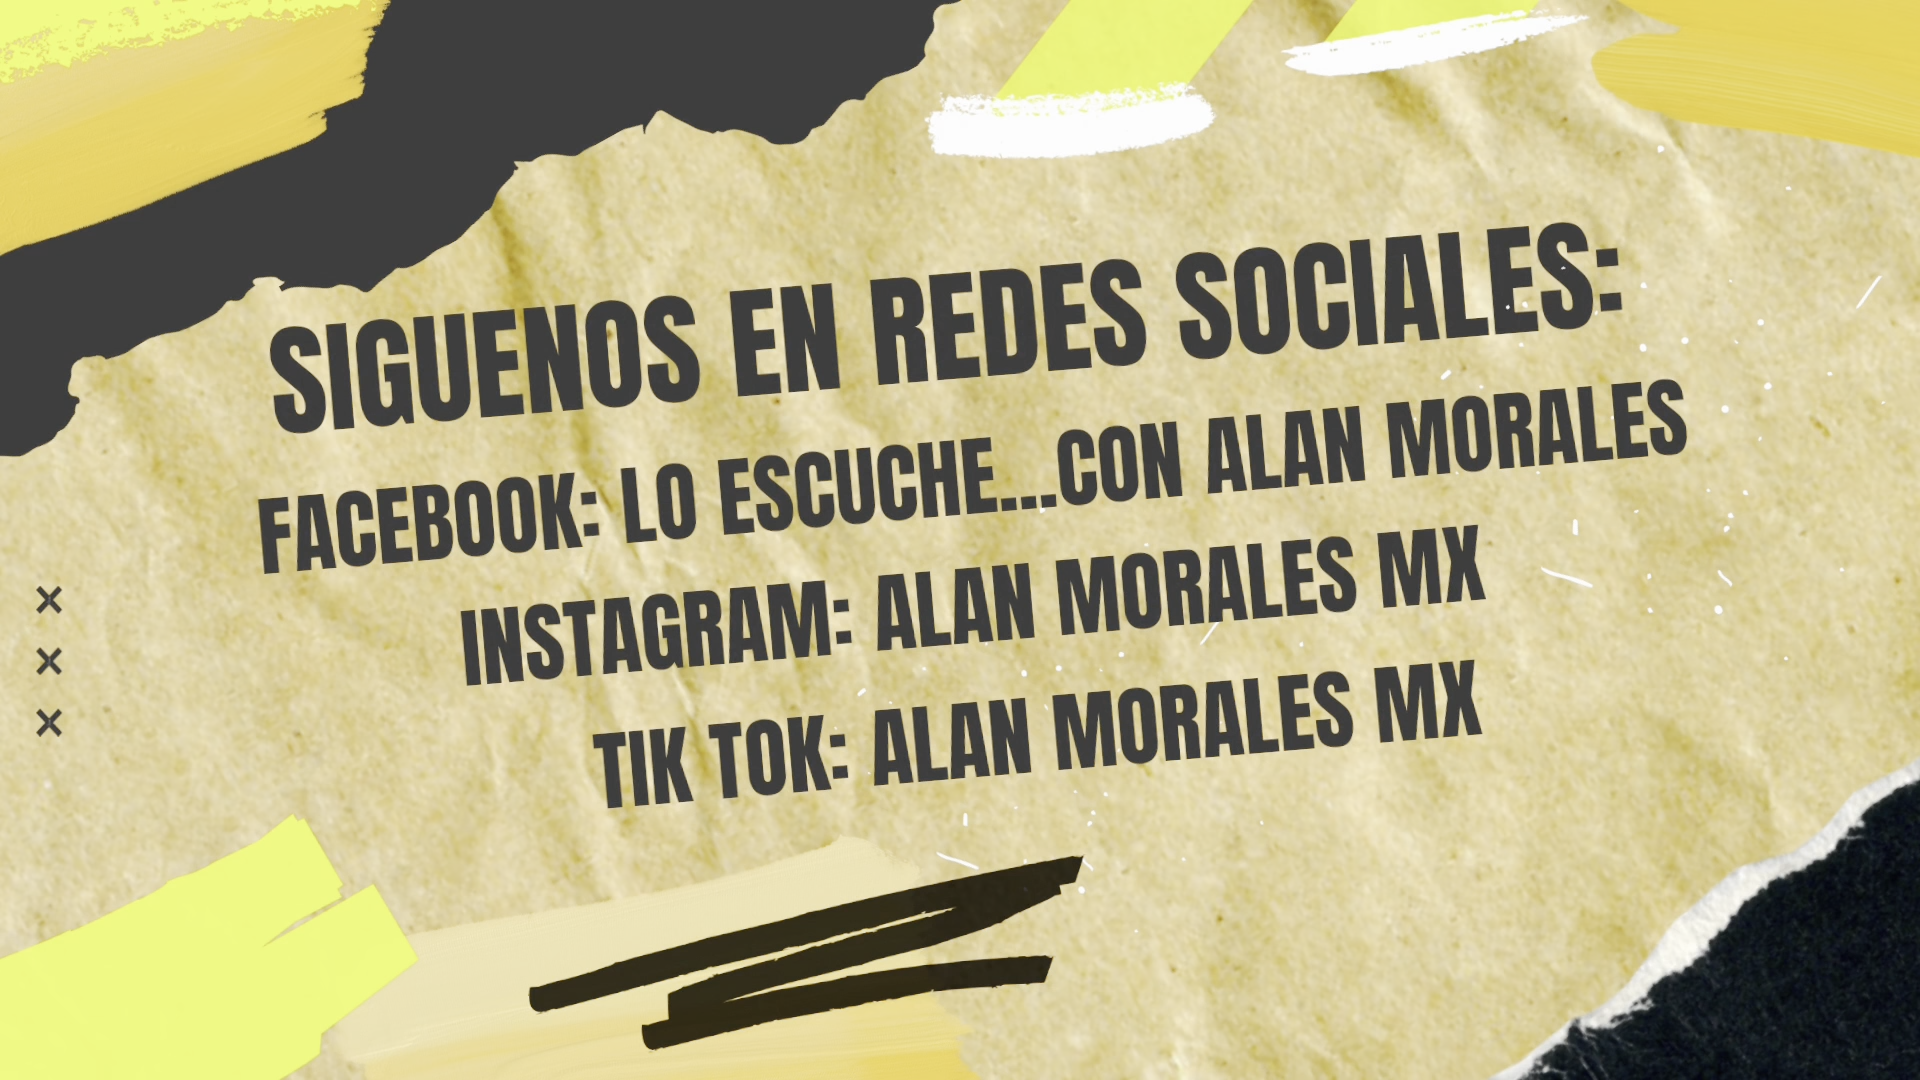 SIGUENOS EN REDES SOCIALES:
FACEBOOK: LO ESCUCHE...CON ALAN MORALES
INSTAGRAM: ALAN MORALES MX
TIK TOK: ALAN MORALES MX